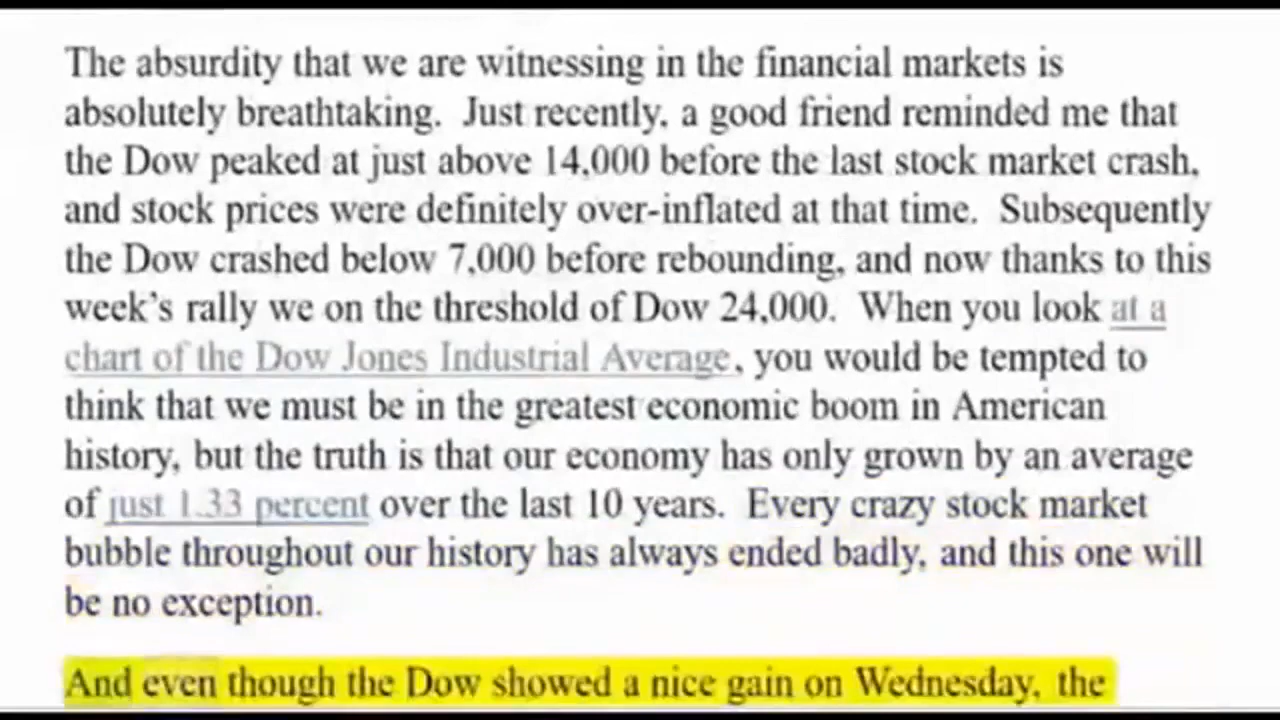 The absurdity that we are witnessing in the financial markets is
absolutely breathtaking.  Just recently, a good friend reminded me that
the Dow peaked at just above 14,000 before the last stock market crash,
and stock prices were definitely over-inflated at that time.  Subsequently
the Dow crashed below 7,000 before rebounding, and now thanks to this
week’s rally we on the threshold of Dow 24,000.  When you look at a
chart of the Dow Jones Industrial Average, you would be tempted to
think that we must be in the greatest economic boom in American
history, but the truth is that our economy has only grown by an average
of just 1.33 percent over the last 10 years.  Every crazy stock market
bubble throughout our history has always ended badly, and this one will
be no exception.
And even though the Dow showed a nice gain on Wednesday, the